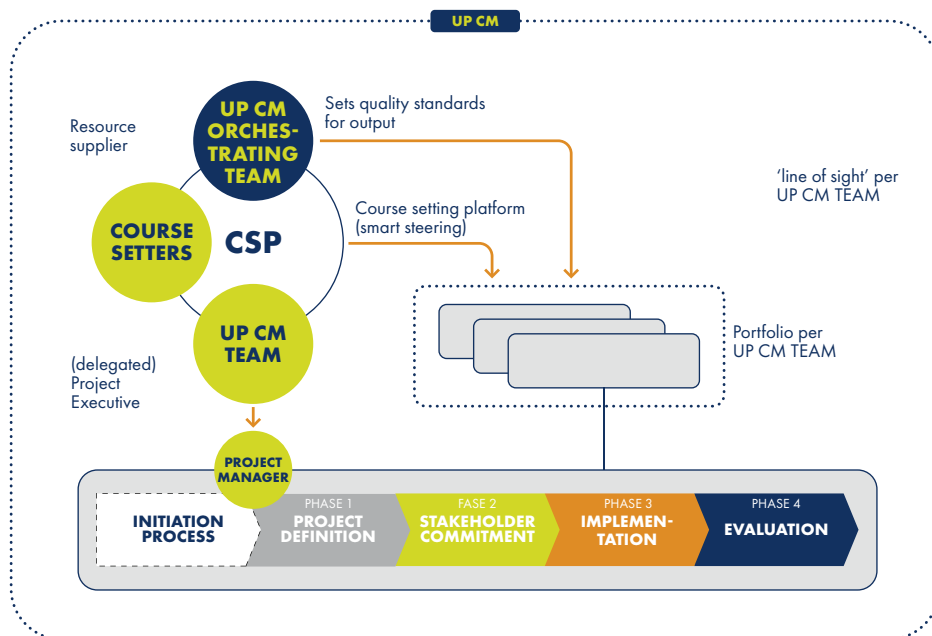 UP CM
UP CM
ORCHES-
TRATING
TEAM
Sets quality standards
for output
Resource
supplier
'line of sight' per
UP CM TEAM
COURSE
SETTERS
CSP
Course setting platform
(smart steering)
UP CM
TEAM
Portfolio per
UP CM TEAM
(delegated)
Project
Executive
PROJECT
MANAGER
INITIATION
PROCESS
PHASE 1
PROJECT
DEFINITION
FASE 2
STAKEHOLDER
COMMITMENT
PHASE 3
IMPLEMEN-
TATION
PHASE 4
EVALUATION